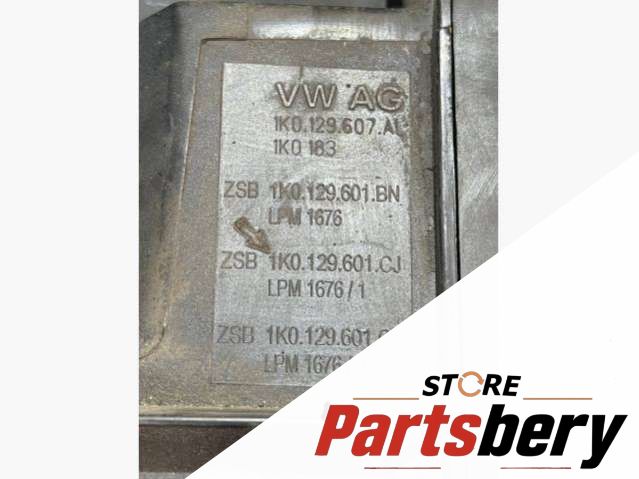 VW AG
1K0.129.607.AL
1K0 183
ZSB 1K0.129.601.BN
LPM 1676
ZSB 1K0.129.601.CJ
LPM 1676/1
ZSB 1K0.129.601.
LPM 1676/
STORE
Partsbery